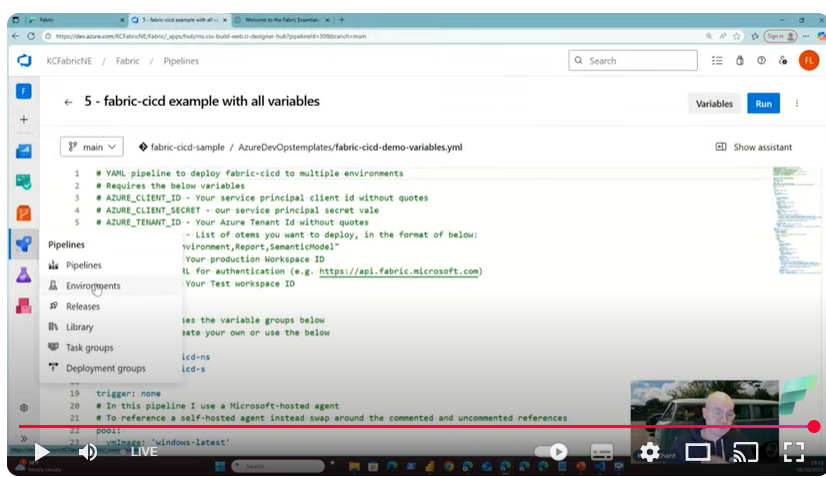 Fabric
5 - fabric-cicd example with all va
Welcome to the Fabric Essential
https://dev.azure.com/KCFabricNE/Fabric/_apps/hub/ms.vss-build-web.ci-designer-hub?pipelineId=30&branch=main
Sign in
KCFabricNE / Fabric / Pipelines
Search
FL
F
5 - fabric-cicd example with all variables
Variables
Run
main
fabric-cicd-sample / AzureDevOpstemplates/fabric-cicd-demo-variables.yml
Show assistant
1 # YAML pipeline to deploy fabric-cicd to multiple environments
2 # Requires the below variables
3 # AZURE_CLIENT_ID - Your service principal client id without quotes
4 # AZURE_CLIENT_SECRET - our service principal secret vale
5 # AZURE_TENANT_ID - Your Azure Tenant Id without quotes
- List of otems you want to deploy, in the format of below:
nvironment,Report,SemanticModel"
Your production Workspace ID
RL for authentication (e.g. https://api.fabric.microsoft.com)
Your Test workspace ID
ses the variable groups below
eate your own or use the below
icd-ns
icd-s
Pipelines
Pipelines
Environments
Releases
Library
Task groups
Deployment groups
19 trigger: none
20 # In this pipeline I use a Microsoft-hosted agent
21 # To reference a self-hosted agent instead swap around the commented and uncommented references
22 pool:
vmImage: 'windows-latest'
LIVE
Mostly cloudy
Search
hant